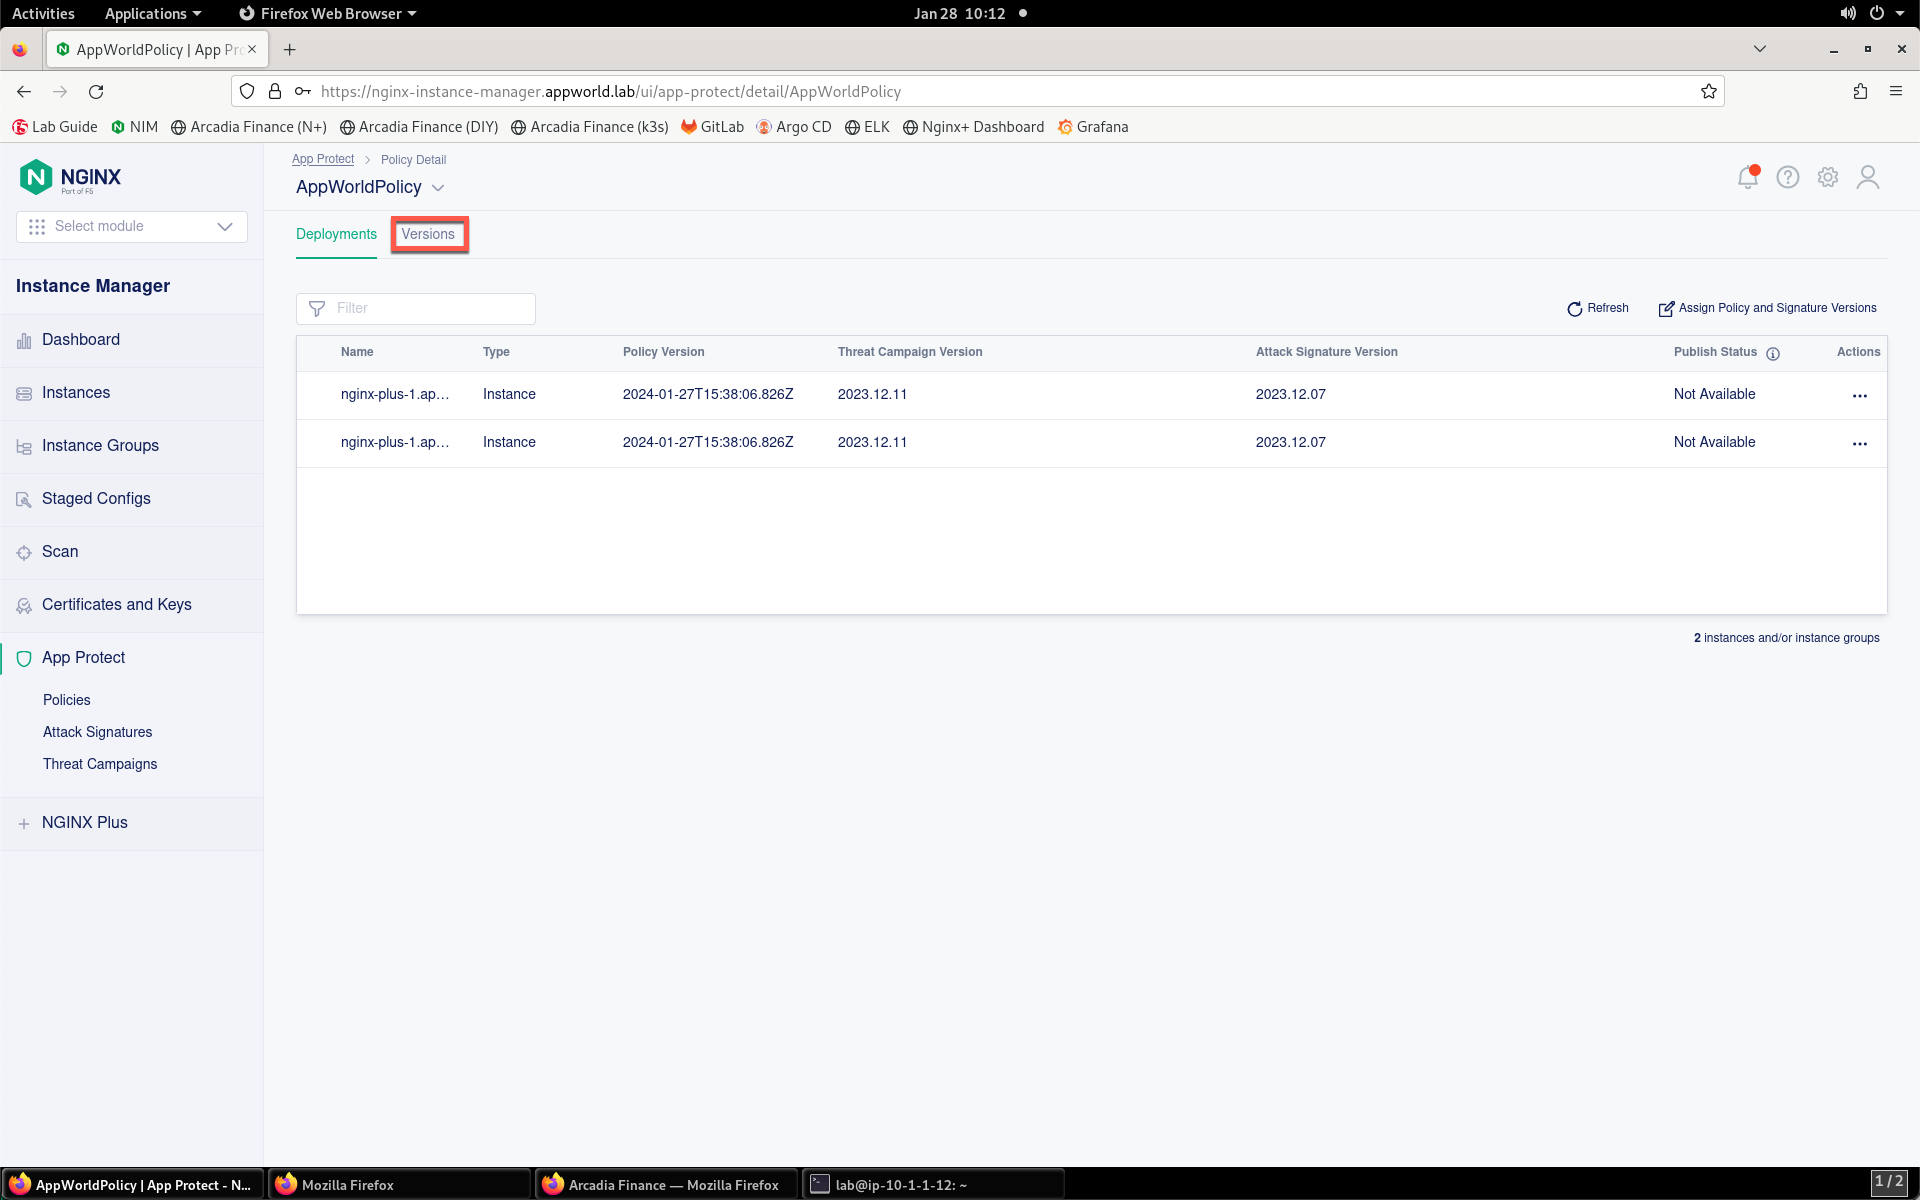 Activities Applications Firefox Web Browser Jan 28 10:12
AppWorldPolicy | App Pr
https://nginx-instance-manager.appworld.lab/ui/app-protect/detail/AppWorldPolicy
Lab Guide NIM Arcadia Finance (N+) Arcadia Finance (DIY) Arcadia Finance (k3s) GitLab Argo CD ELK Nginx+ Dashboard Grafana
NGINX
Part of F5
Select module
Instance Manager
Dashboard
Instances
Instance Groups
Staged Configs
Scan
Certificates and Keys
App Protect
Policies
Attack Signatures
Threat Campaigns
NGINX Plus
App Protect > Policy Detail
AppWorldPolicy
Deployments Versions
Filter Refresh Assign Policy and Signature Versions
Name Type Policy Version Threat Campaign Version Attack Signature Version Publish Status Actions
nginx-plus-1.ap... Instance 2024-01-27T15:38:06.826Z 2023.12.11 2023.12.07 Not Available ...
nginx-plus-1.ap... Instance 2024-01-27T15:38:06.826Z 2023.12.11 2023.12.07 Not Available ...
2 instances and/or instance groups
AppWorldPolicy | App Protect - N... Mozilla Firefox Arcadia Finance — Mozilla Firefox lab@ip-10-1-1-12: ~ 1 / 2